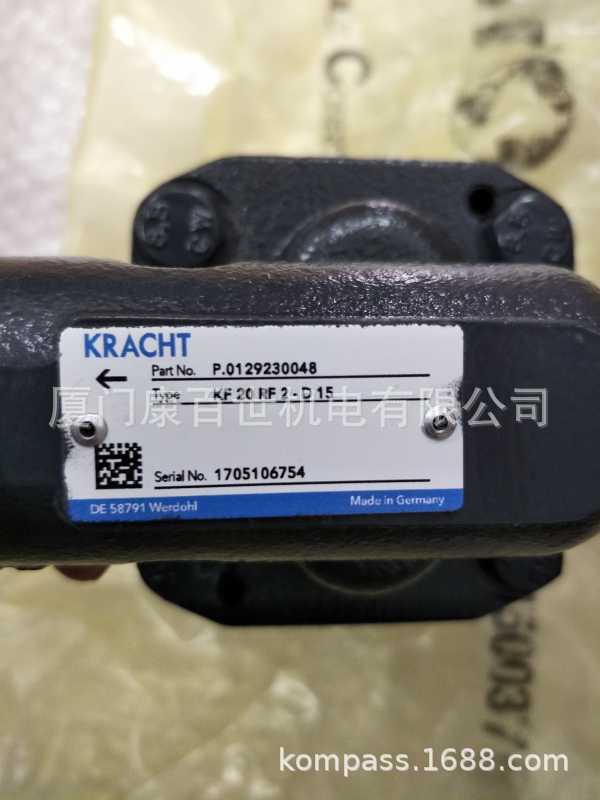 KRACHT
Part No. P.0129230048
Type KF 20 RF 2 - D 15
厦门康百世机电有限公司
Serial No. 1705106754
DE 58791 Werdohl Made in Germany
kompass.1688.com